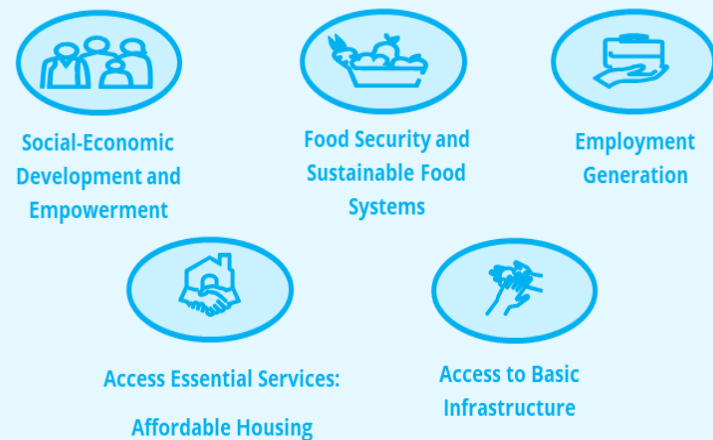 Social-Economic
Development and
Empowerment
Food Security and
Sustainable Food
Systems
Employment
Generation
Access Essential Services:
Affordable Housing
Access to Basic
Infrastructure